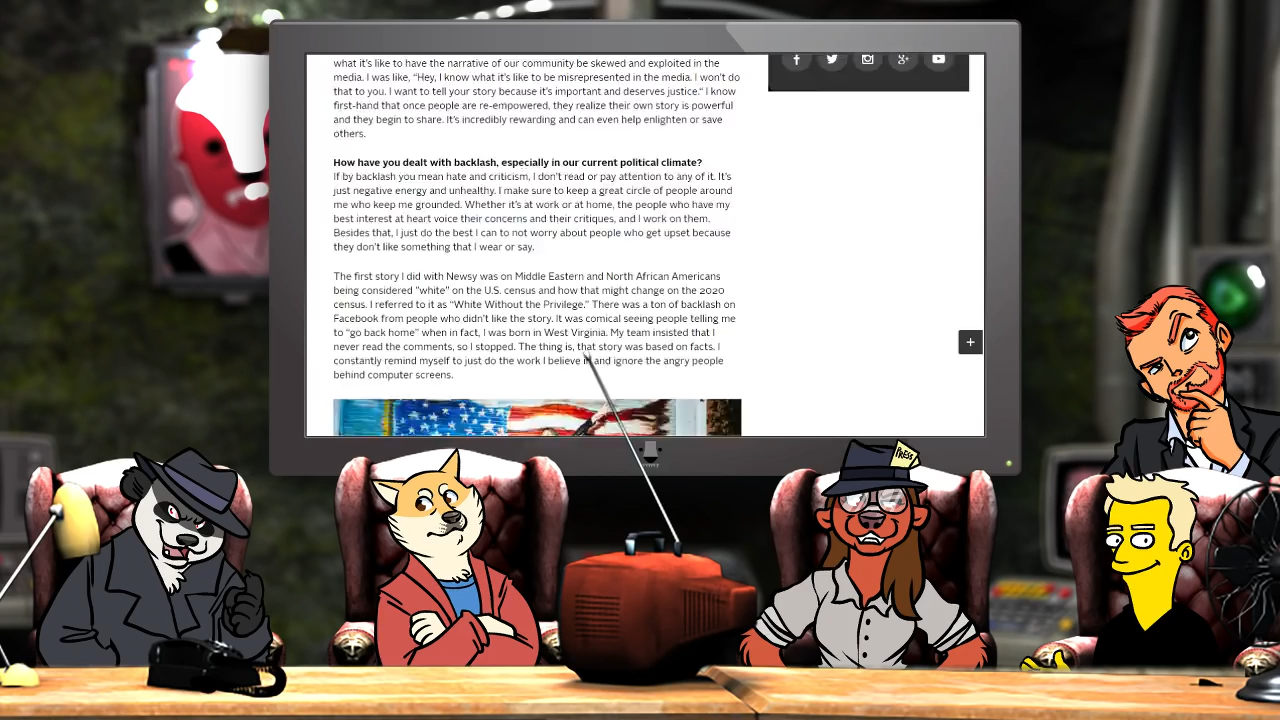 what it's like to have the narrative of our community be skewed and exploited in the
media. I was like, "Hey, I know what it's like to be misrepresented in the media. I won't do
that to you. I want to tell your story because it's important and deserves justice." I know
first-hand that once people are re-empowered, they realize their own story is powerful
and they begin to share. It's incredibly rewarding and can even help enlighten or save
others.
How have you dealt with backlash, especially in our current political climate?
If by backlash you mean hate and criticism, I don't read or pay attention to any of it. It's
just negative energy and unhealthy. I make sure to keep a great circle of people around
me who keep me grounded. Whether it's at work or at home, the people who have my
best interest at heart voice their concerns and their critiques, and I work on them.
Besides that, I just do the best I can to not worry about people who get upset because
they don't like something that I wear or say.
The first story I did with Newsy was on Middle Eastern and North African Americans
being considered "white" on the U.S. census and how that might change on the 2020
census. I referred to it as "White Without the Privilege." There was a ton of backlash on
Facebook from people who didn't like the story. It was comical seeing people telling me
to "go back home" when in fact, I was born in West Virginia. My team insisted that I
never read the comments, so I stopped. The thing is, that story was based on facts. I
constantly remind myself to just do the work I believe in and ignore the angry people
behind computer screens.
PRESS